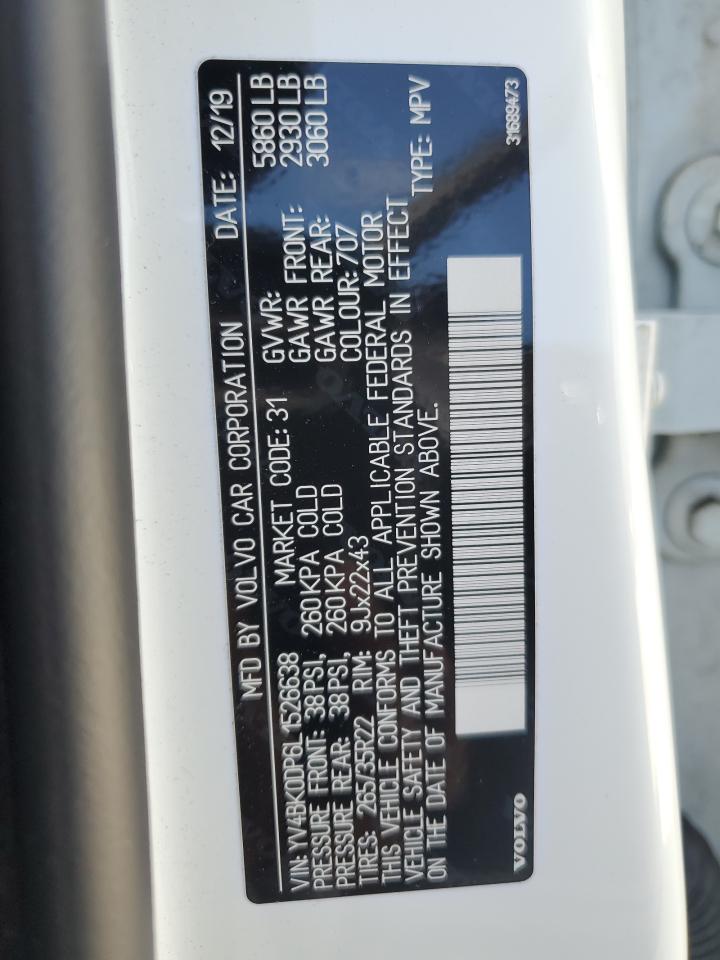 MFD BY VOLVO CAR CORPORATION DATE: 12/19
VIN: YV4BK0DP6L1526638 MARKET CODE: 31 GVWR: 5860 LB
PRESSURE FRONT: 38PSI, 260KPA COLD GAWR FRONT: 2930 LB
PRESSURE REAR: 38PSI, 260KPA COLD GAWR REAR: 3060 LB
TIRES: 265/35R22 RIM: 9Jx22x43 COLOUR: 707
THIS VEHICLE CONFORMS TO ALL APPLICABLE FEDERAL MOTOR
VEHICLE SAFETY AND THEFT PREVENTION STANDARDS IN EFFECT
ON THE DATE OF MANUFACTURE SHOWN ABOVE. TYPE: MPV
VOLVO 31689473